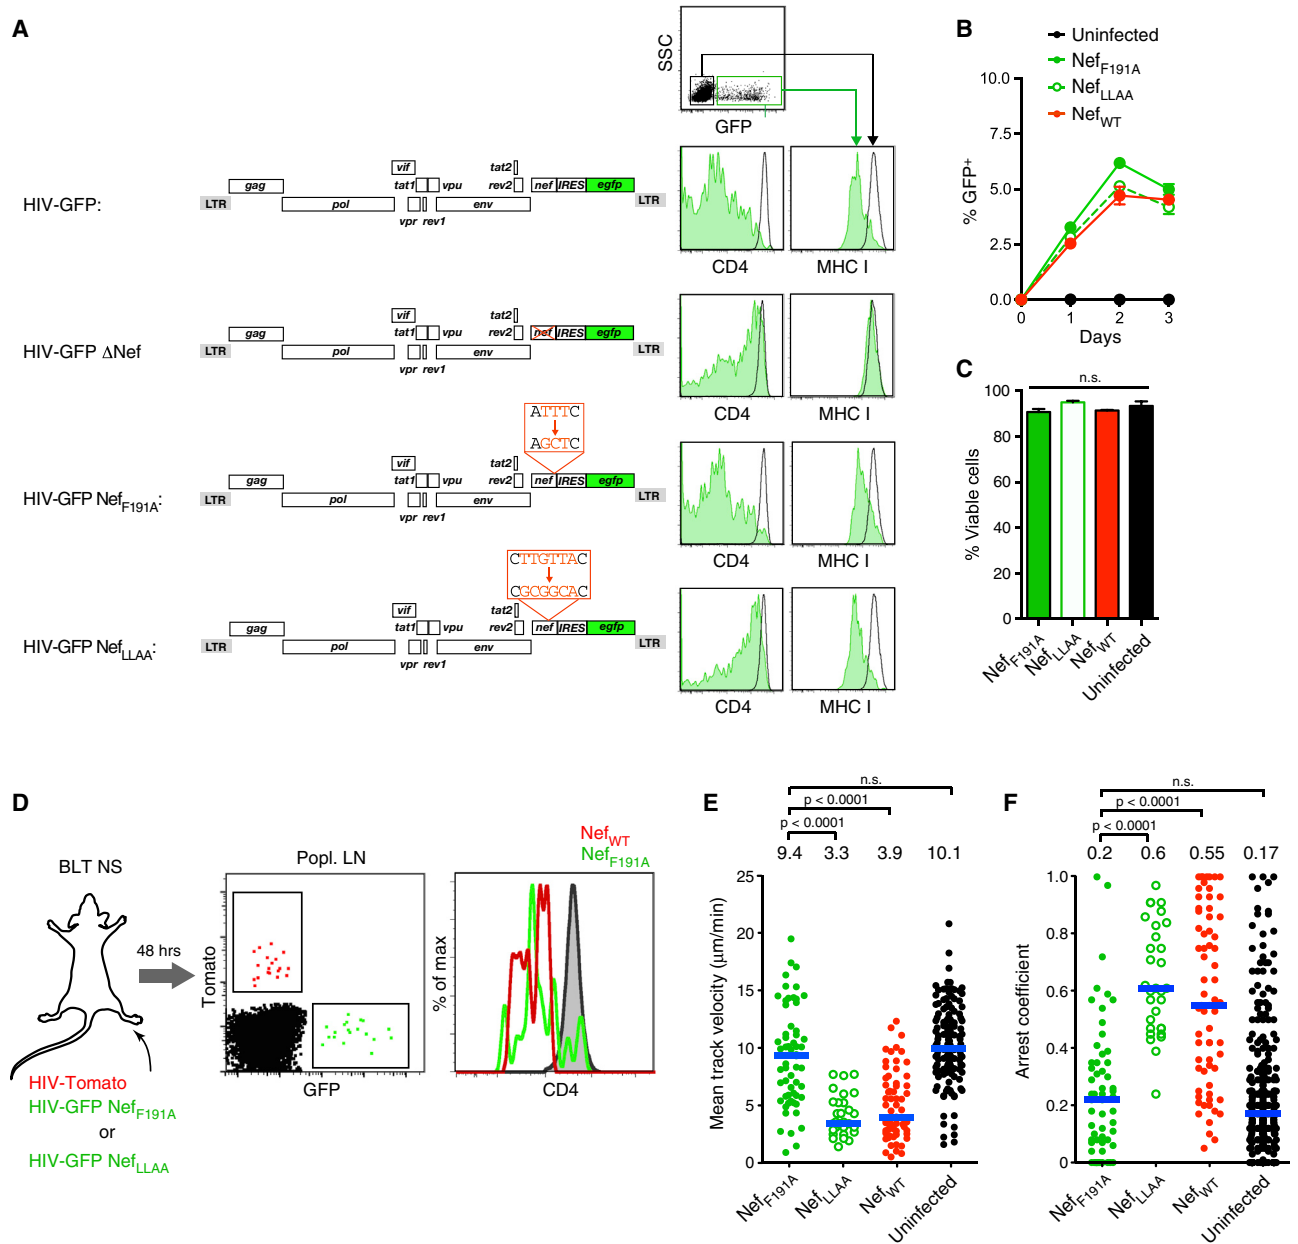 A
SSC
GFP
HIV-GFP:
LTR
gag
pol
vif
tat1
vpu
vpr rev1
tat2
rev2
env
nef IRES egfp
LTR
CD4
MHC I
HIV-GFP ΔNef
LTR
gag
pol
vif
tat1
vpu
vpr rev1
tat2
rev2
env
nef IRES egfp
LTR
CD4
MHC I
ATTTC
AGCTC
HIV-GFP NefF191A:
LTR
gag
pol
vif
tat1
vpu
vpr rev1
tat2
rev2
env
nef IRES egfp
LTR
CD4
MHC I
CTTGTTAC
CGCGGCAC
HIV-GFP NefLLAA:
LTR
gag
pol
vif
tat1
vpu
vpr rev1
tat2
rev2
env
nef IRES egfp
LTR
CD4
MHC I
B
Uninfected
NefF191A
NefLLAA
NefWT
% GFP+
10.0
7.5
5.0
2.5
0.0
0 1 2 3
Days
C
n.s.
% Viable cells
100
80
60
40
20
0
NefF191A
NefLLAA
NefWT
Uninfected
D
BLT NS
48 hrs
HIV-Tomato
HIV-GFP NefF191A
or
HIV-GFP NefLLAA
Popl. LN
Tomato
GFP
NefWT
NefF191A
% of max
CD4
E
n.s.
p < 0.0001
p < 0.0001
9.4 3.3 3.9 10.1
Mean track velocity (µm/min)
25
20
15
10
5
0
NefF191A
NefLLAA
NefWT
Uninfected
F
n.s.
p < 0.0001
p < 0.0001
0.2 0.6 0.55 0.17
Arrest coefficient
1.0
0.8
0.6
0.4
0.2
0
NefF191A
NefLLAA
NefWT
Uninfected